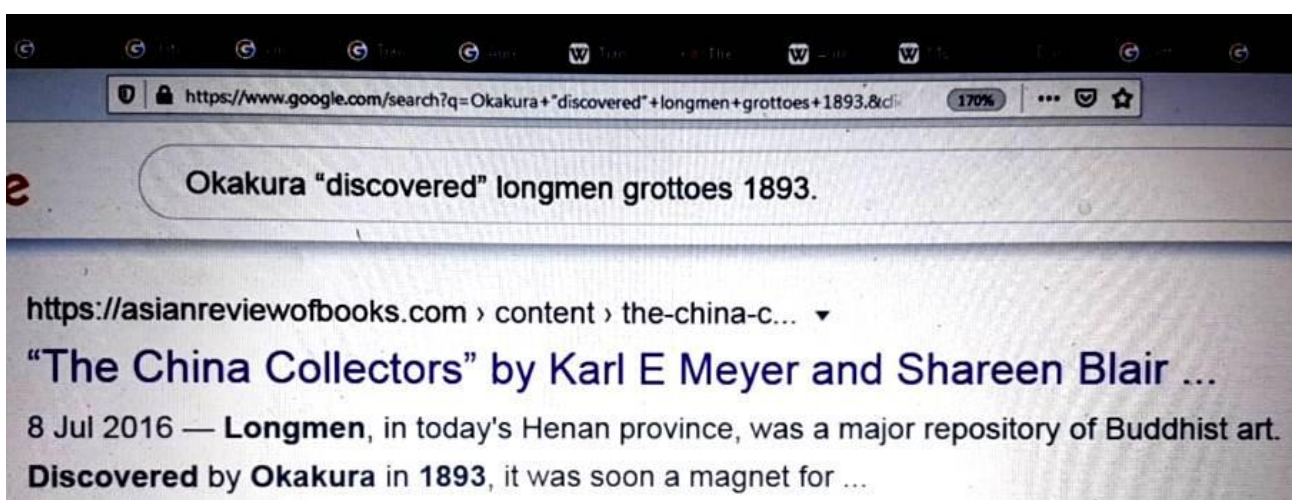 https://www.google.com/search?q=Okakura+"discovered"+longmen+grottoes+1893.&cli 170%
Okakura “discovered” longmen grottoes 1893.
https://asianreviewofbooks.com › content › the-china-c...
“The China Collectors” by Karl E Meyer and Shareen Blair ...
8 Jul 2016 — Longmen, in today's Henan province, was a major repository of Buddhist art.
Discovered by Okakura in 1893, it was soon a magnet for ...